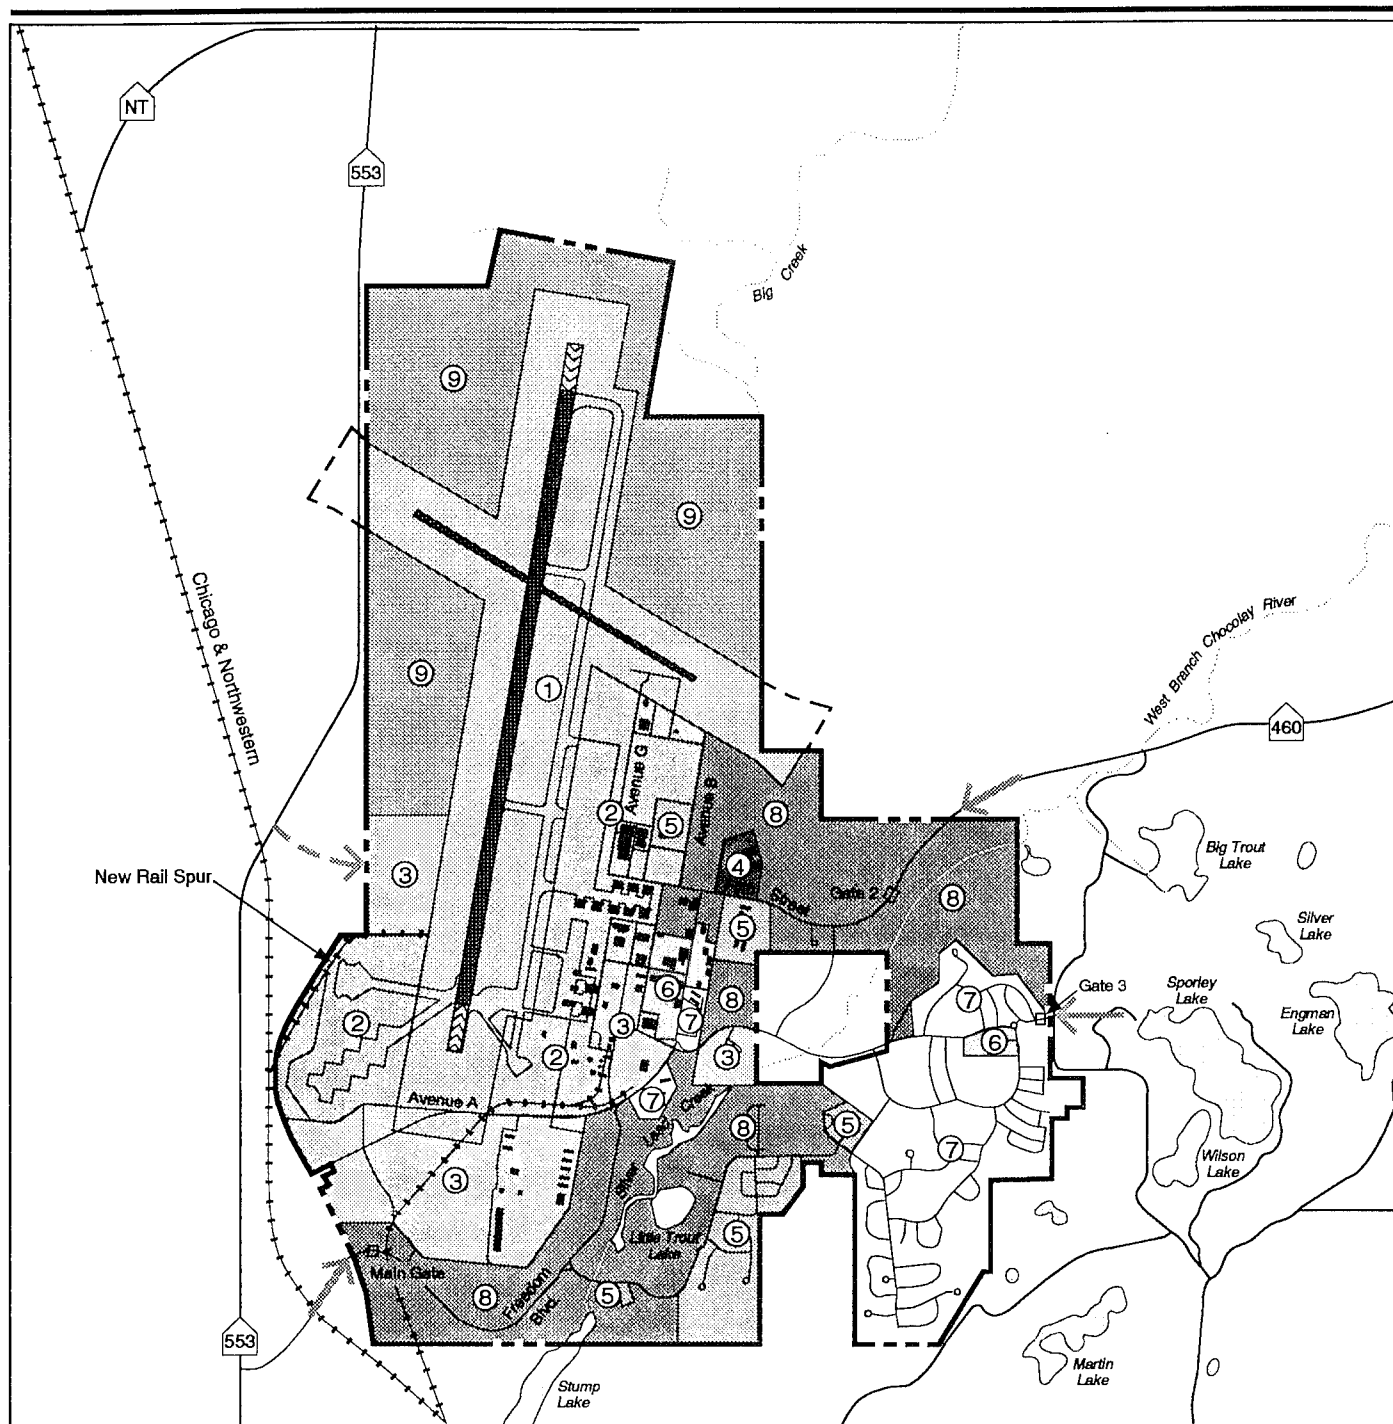 NT
553
Big Creek
9
9
West Branch Chocolay River
Chicago & Northwestern
9
1
460
Avenue G
Avenue B
2
5
8
Big Trout
Lake
4
3
New Rail Spur
Street
Gate 2
8
Silver
Lake
5
6
7
Gate 3
Sporley
Lake
Engman
Lake
2
3
7
8
2
3
6
Avenue A
7
Silver Lead Creek
8
5
7
Wilson
Lake
3
Little Trout
Lake
5
Main Gate
8
Freedom
Blvd.
5
553
Stump
Lake
Martin
Lake